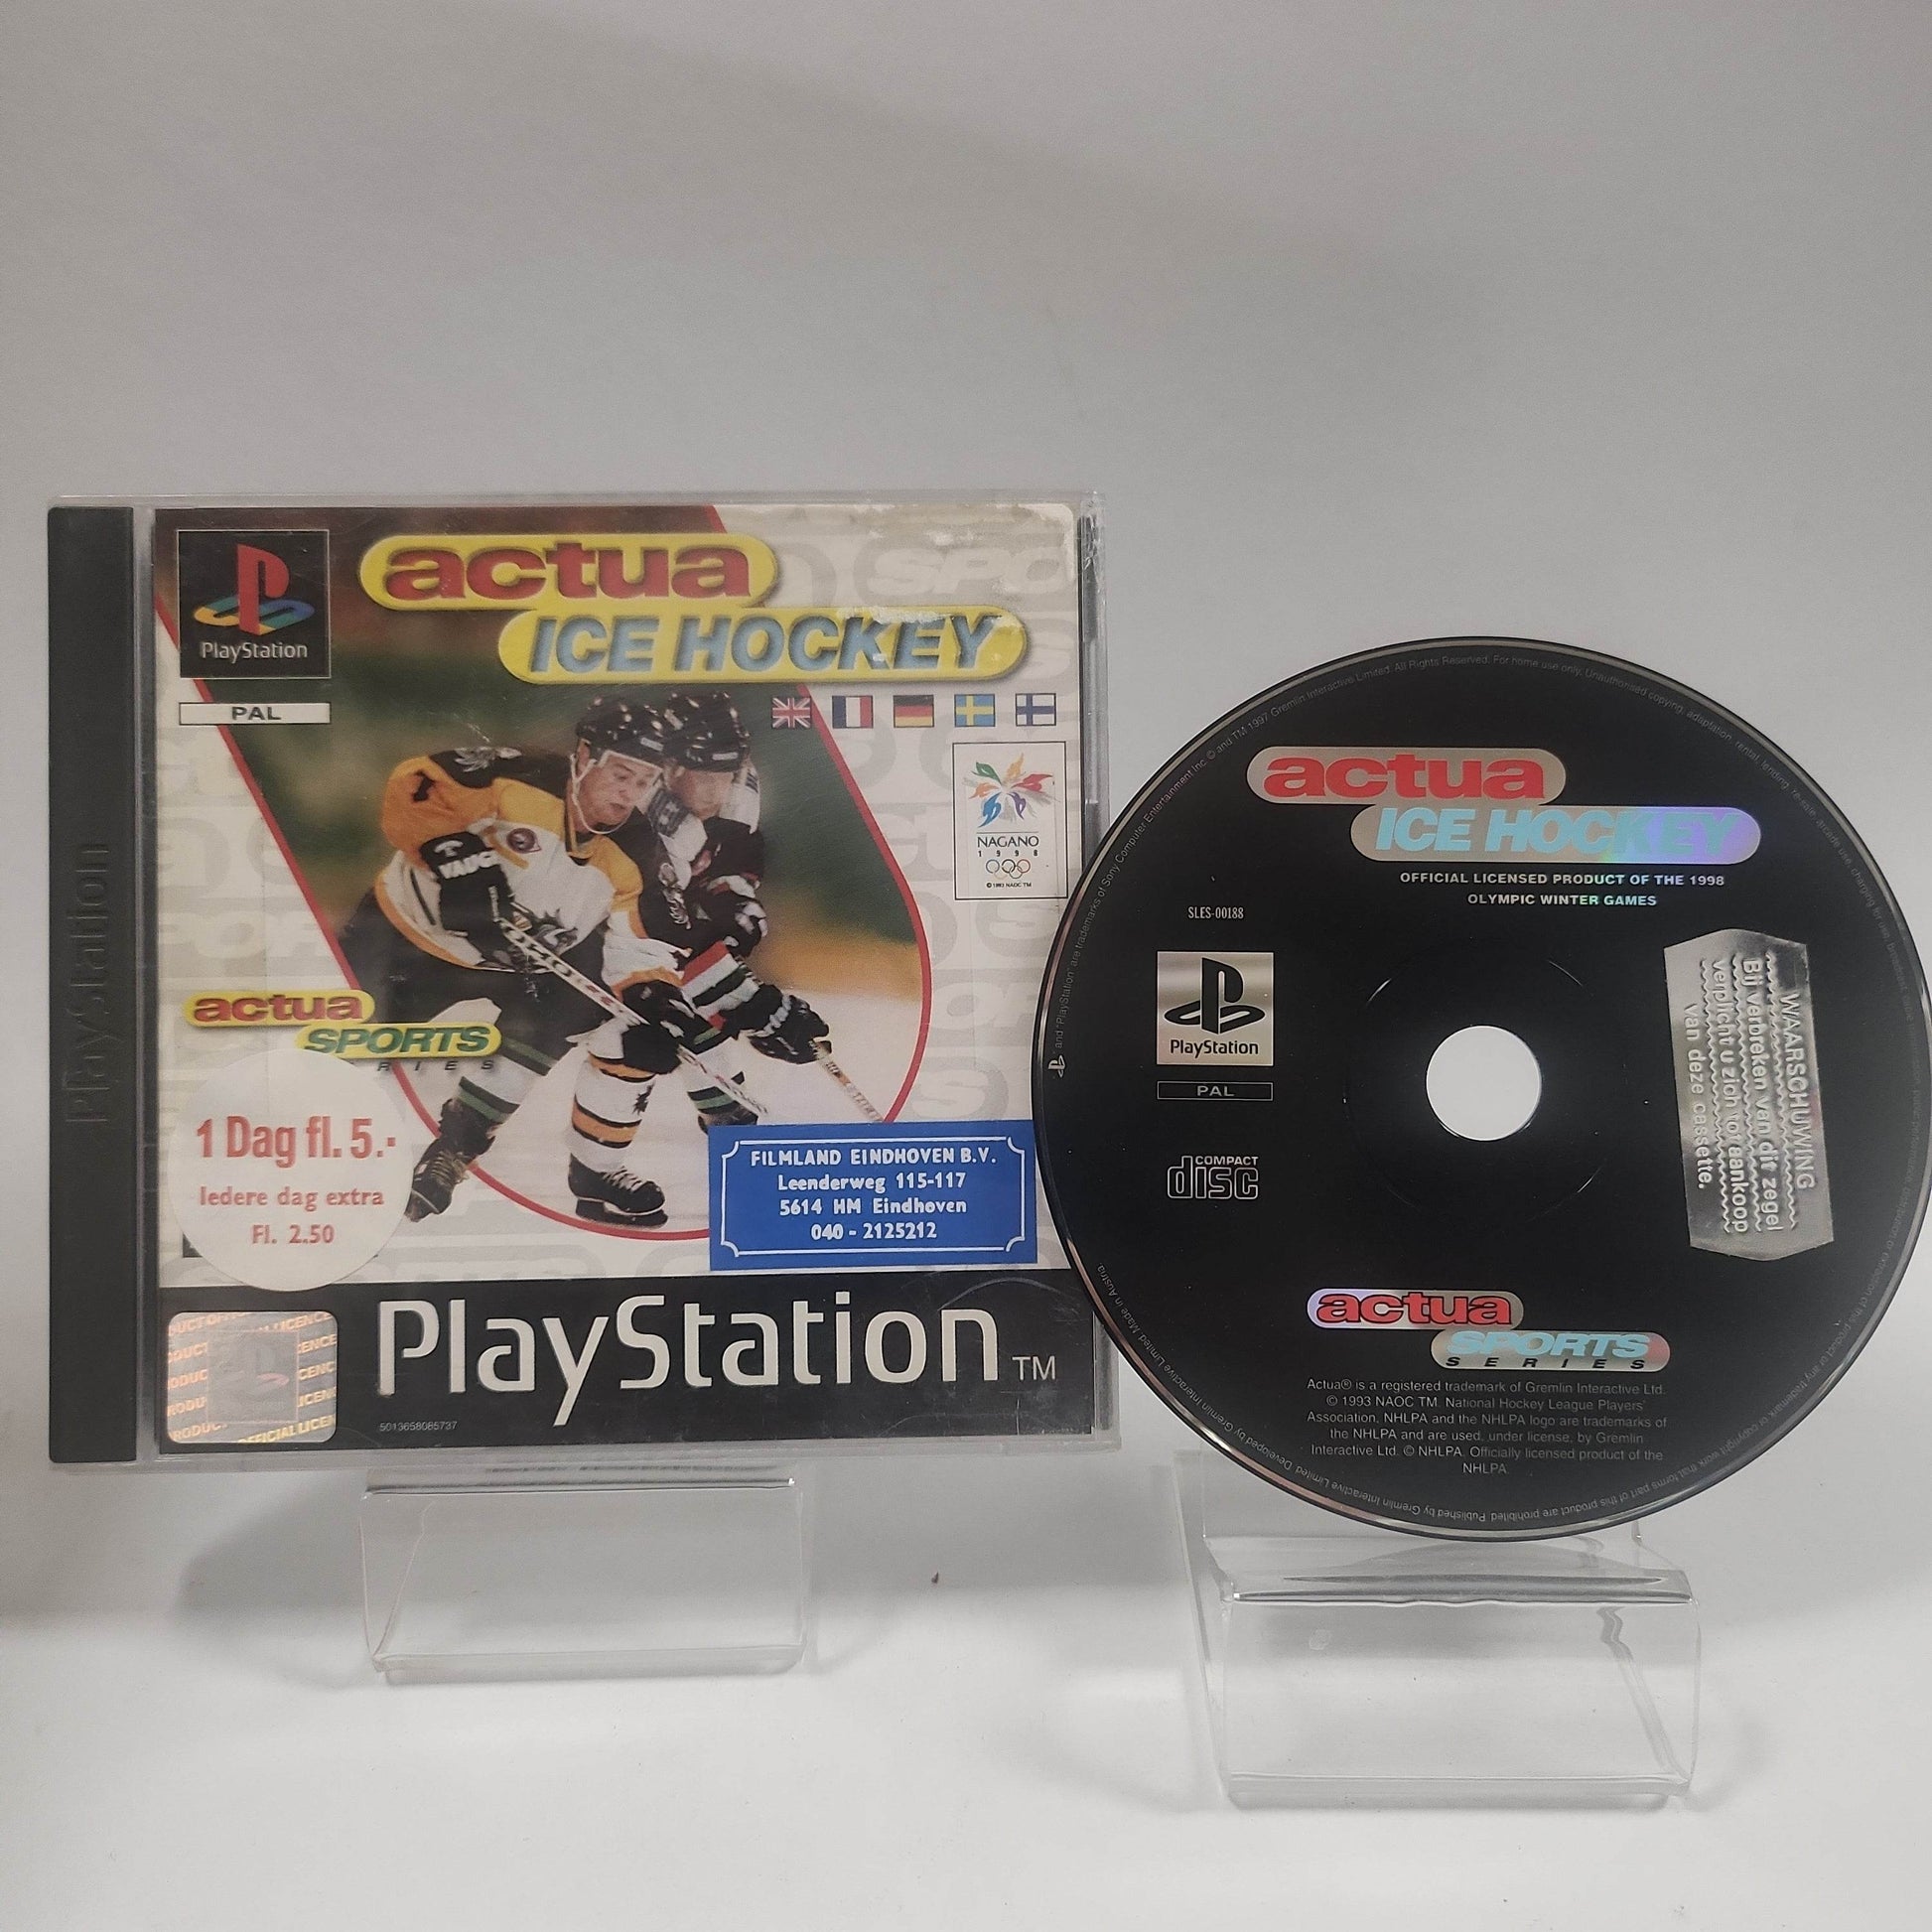 PlayStation
PlayStation
PAL
actua
ICE HOCKEY
NAGANO
1998
© 1993 NAOC TM
actua
SPORTS
1 Dag fl. 5.-
Iedere dag extra
Fl. 2.50
FILMLAND EINDHOVEN B.V.
Leenderweg 115-117
5614 HM Eindhoven
040 - 2125212
PlayStation TM
5013658085737
actua
ICE HOCKEY
OFFICIAL LICENSED PRODUCT OF THE 1998
OLYMPIC WINTER GAMES
SLES-00188
PlayStation
PAL
COMPACT
disc
WAARSCHUWING
Bij verbreken van dit zegel
verplicht u zich tot aankoop
van deze cassette.
actua
SPORTS
SERIES
Actua® is a registered trademark of Gremlin Interactive Ltd.
© 1993 NAOC TM. National Hockey League Players'
Association, NHLPA and the NHLPA logo are trademarks of
the NHLPA and are used, under license, by Gremlin
Interactive Ltd. © NHLPA. Officially licensed product of the
NHLPA.